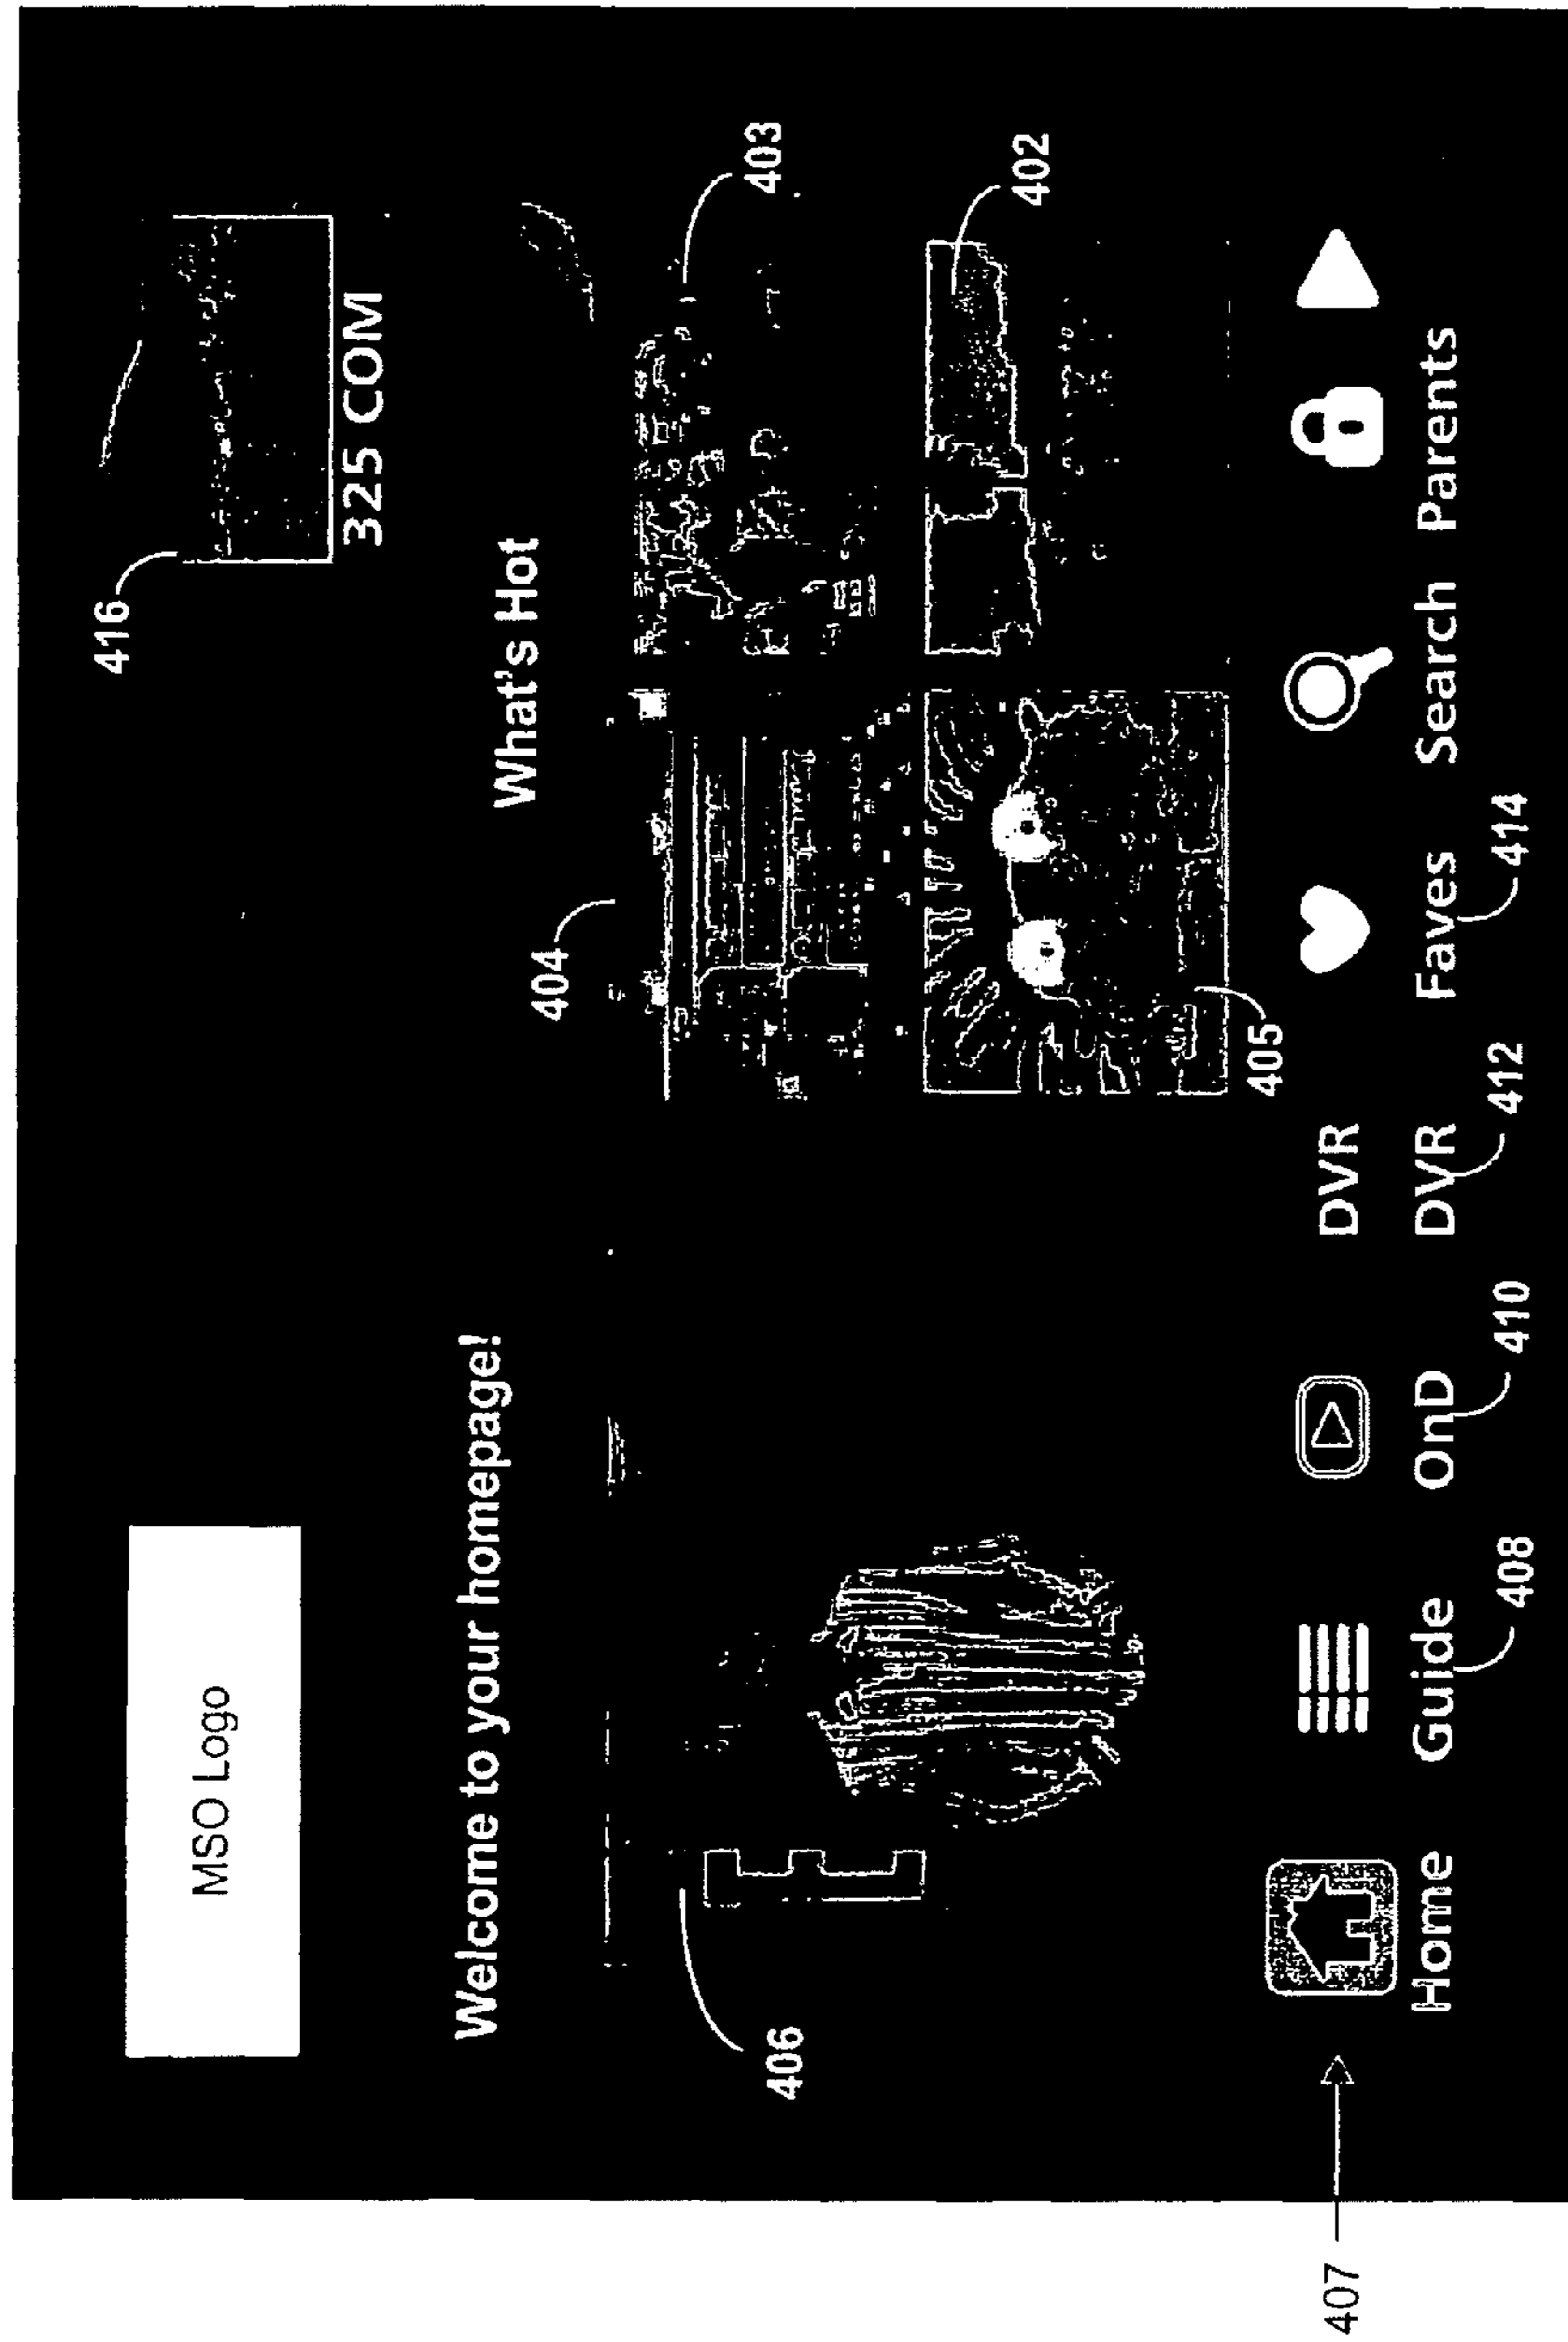 MSO Logo
416
325 COM
Welcome to your homepage!
What's Hot
404
403
406
402
405
407
DVR
Home Guide OnD DVR Faves Search Parents
408 410 412 414